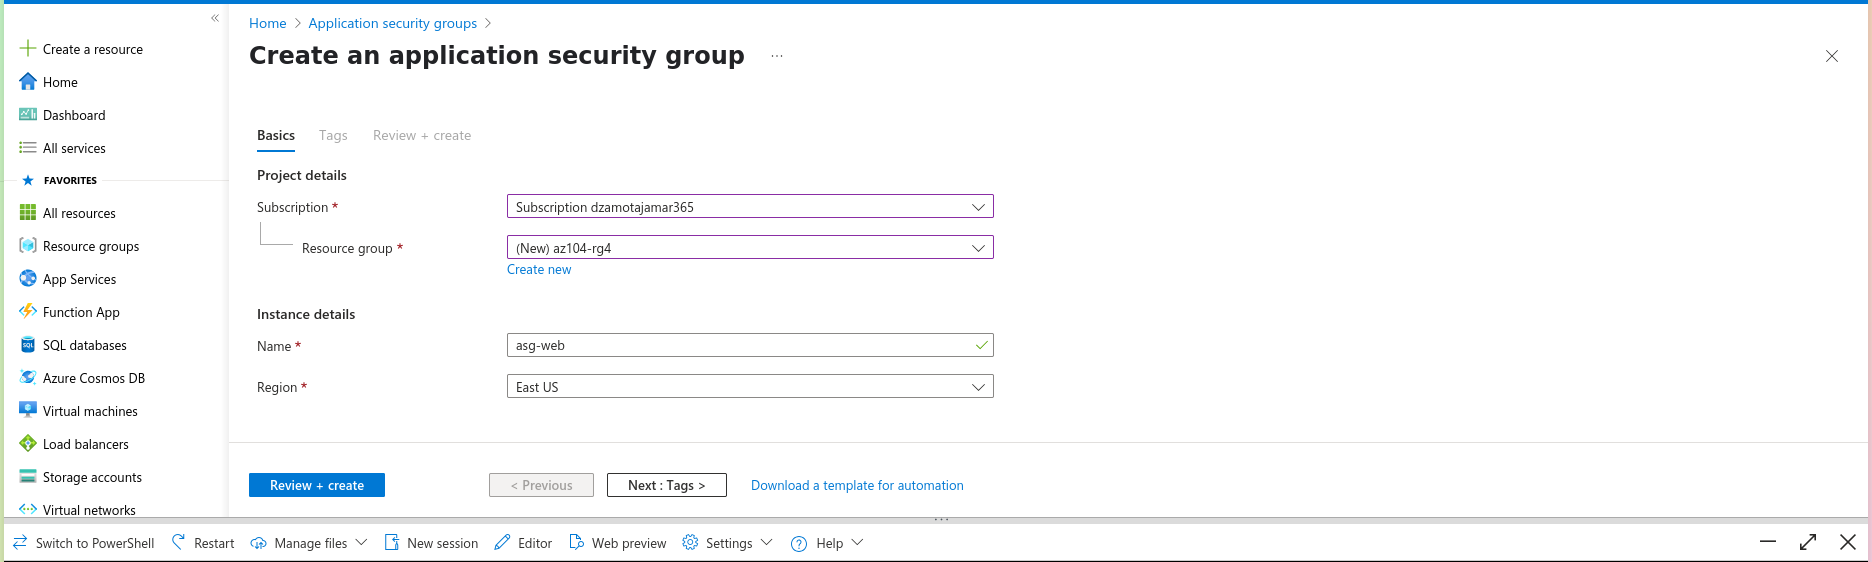 Home > Application security groups >
Create an application security group ...
Create a resource
Home
Dashboard
All services
FAVORITES
All resources
Resource groups
App Services
Function App
SQL databases
Azure Cosmos DB
Virtual machines
Load balancers
Storage accounts
Virtual networks
Basics Tags Review + create
Project details
Subscription * Subscription dzamotajamar365
Resource group * (New) az104-rg4
Create new
Instance details
Name * asg-web
Region * East US
Review + create < Previous Next : Tags > Download a template for automation
Switch to PowerShell Restart Manage files New session Editor Web preview Settings Help